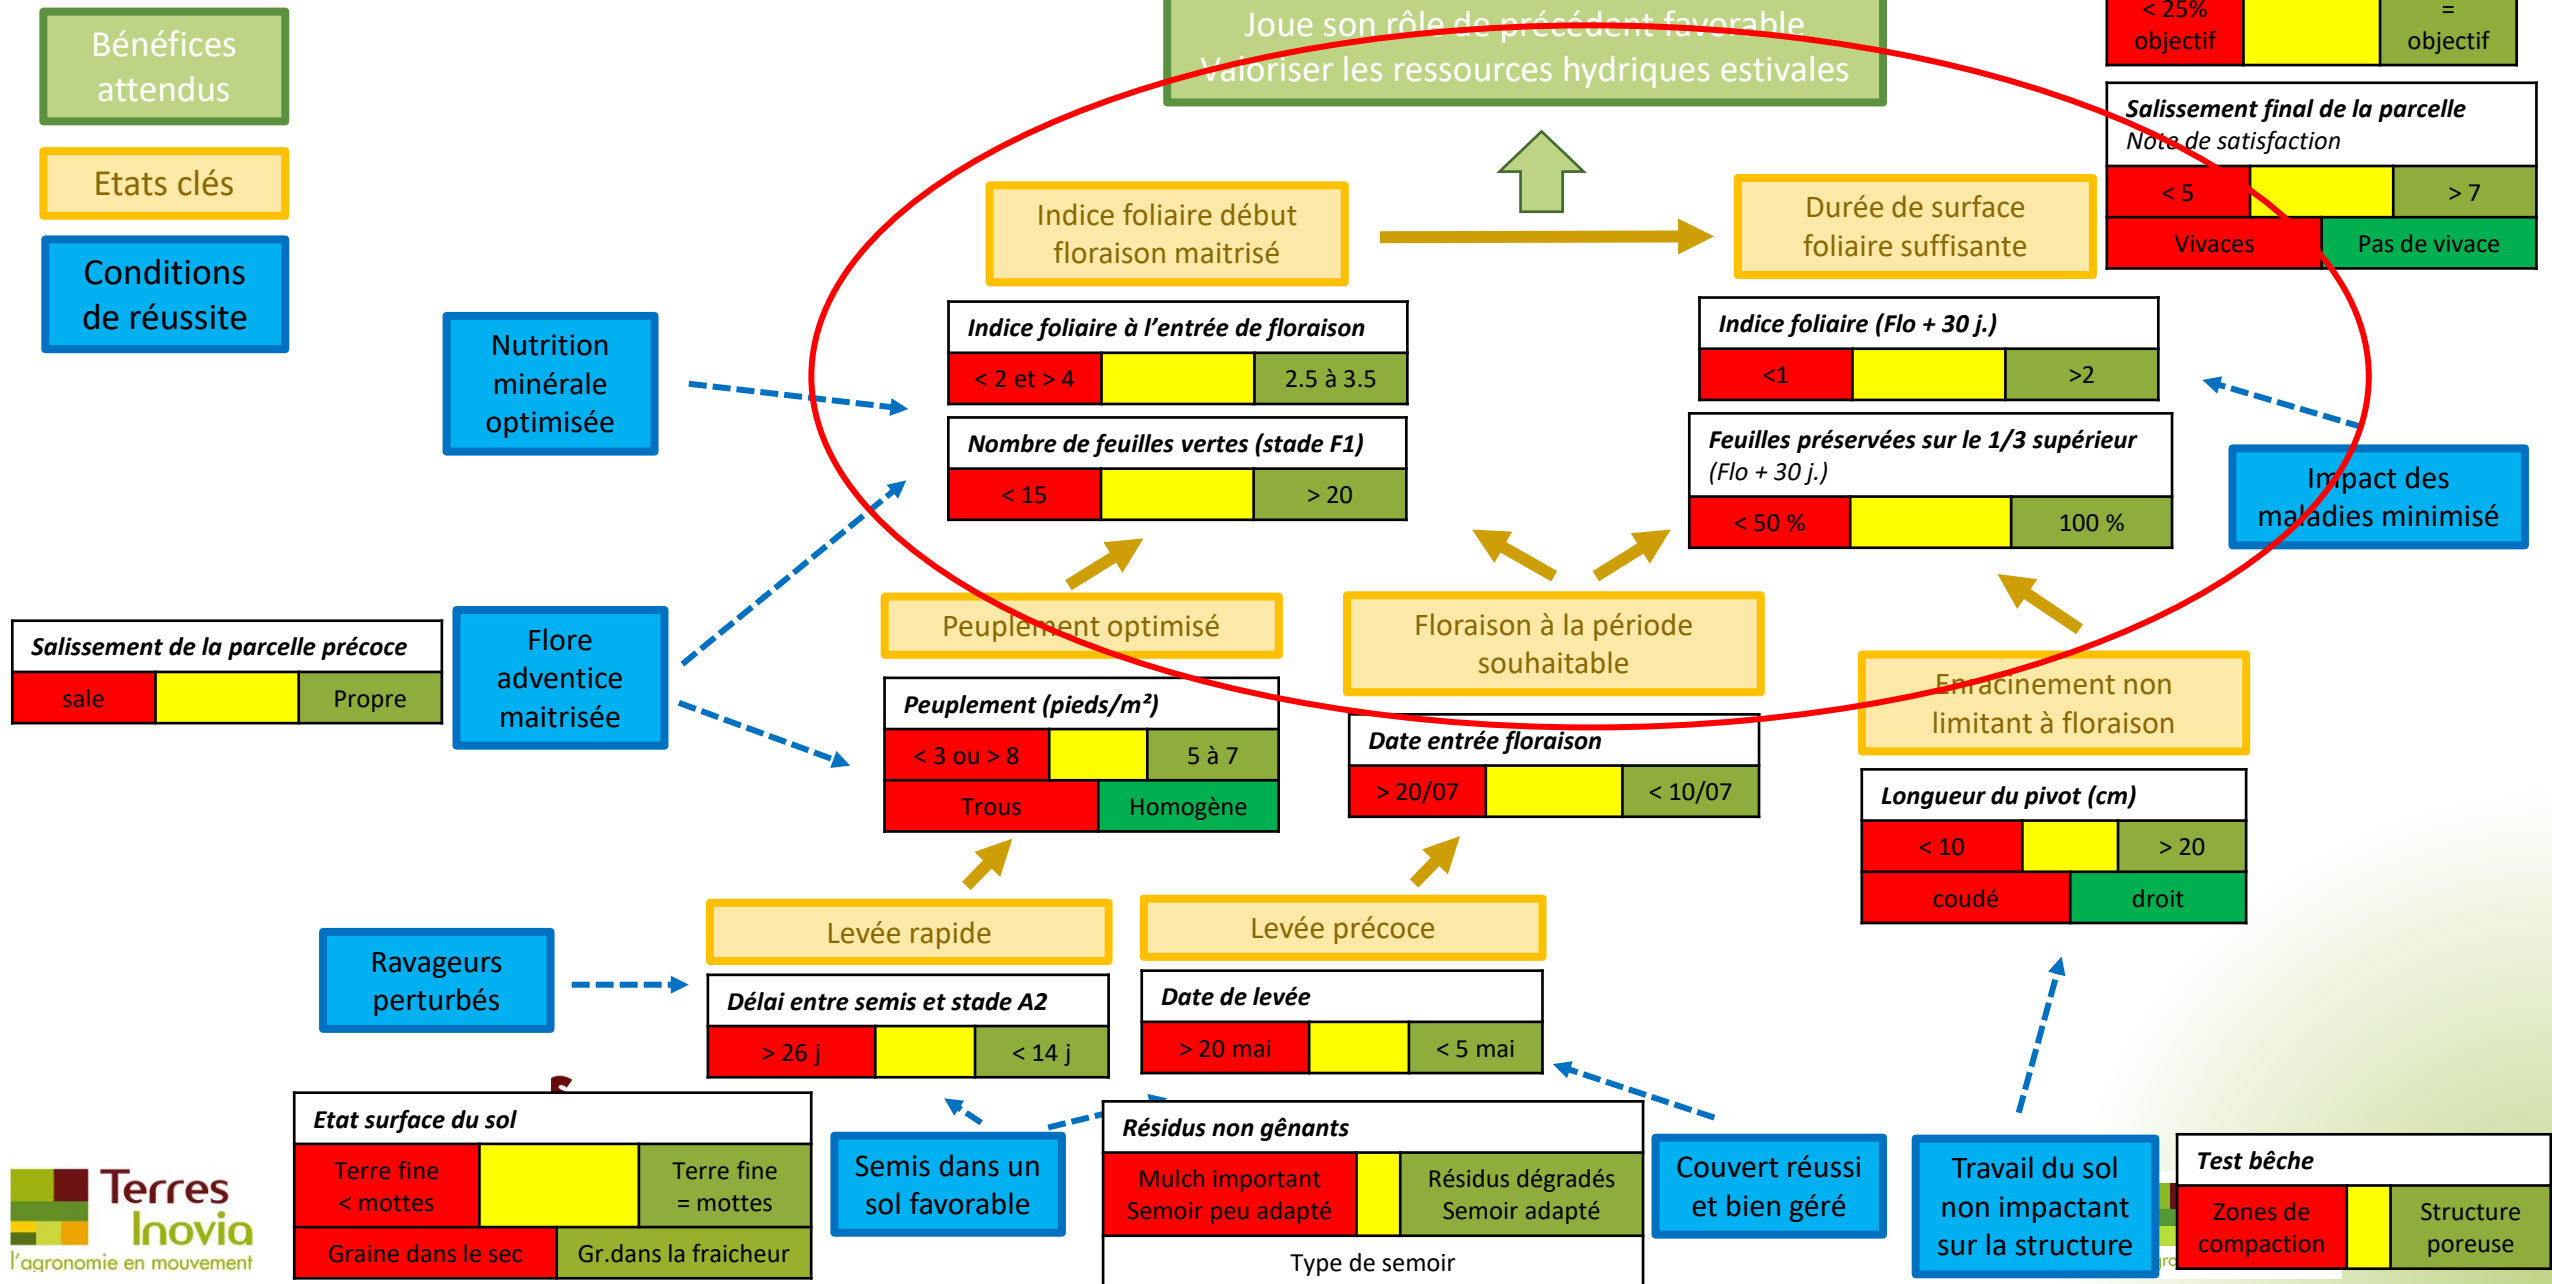 Bénéfices
attendus
Etats clés
Conditions
de réussite
Joue son rôle de précédent favorable
Valoriser les ressources hydriques estivales
< 25%
objectif
=
objectif
Salissement final de la parcelle
Note de satisfaction
< 5
> 7
Vivaces
Pas de vivace
Indice foliaire début
floraison maitrisé
Durée de surface
foliaire suffisante
Nutrition
minérale
optimisée
Indice foliaire à l'entrée de floraison
< 2 et > 4
2.5 à 3.5
Nombre de feuilles vertes (stade F1)
< 15
> 20
Indice foliaire (Flo + 30 j.)
<1
>2
Feuilles préservées sur le 1/3 supérieur
(Flo + 30 j.)
< 50 %
100 %
Impact des
maladies minimisé
Salissement de la parcelle précoce
sale
Propre
Flore
adventice
maitrisée
Peuplement optimisé
Peuplement (pieds/m²)
< 3 ou > 8
5 à 7
Trous
Homogène
Floraison à la période
souhaitable
Date entrée floraison
> 20/07
< 10/07
Enracinement non
limitant à floraison
Longueur du pivot (cm)
< 10
> 20
coudé
droit
Ravageurs
perturbés
Levée rapide
Délai entre semis et stade A2
> 26 j
< 14 j
Levée précoce
Date de levée
> 20 mai
< 5 mai
Etat surface du sol
Terre fine
< mottes
Terre fine
= mottes
Graine dans le sec
Gr.dans la fraicheur
Semis dans un
sol favorable
Résidus non gênants
Mulch important
Semoir peu adapté
Résidus dégradés
Semoir adapté
Type de semoir
Couvert réussi
et bien géré
Travail du sol
non impactant
sur la structure
Test bêche
Zones de
compaction
Structure
poreuse
Terres
Inovia
l'agronomie en mouvement